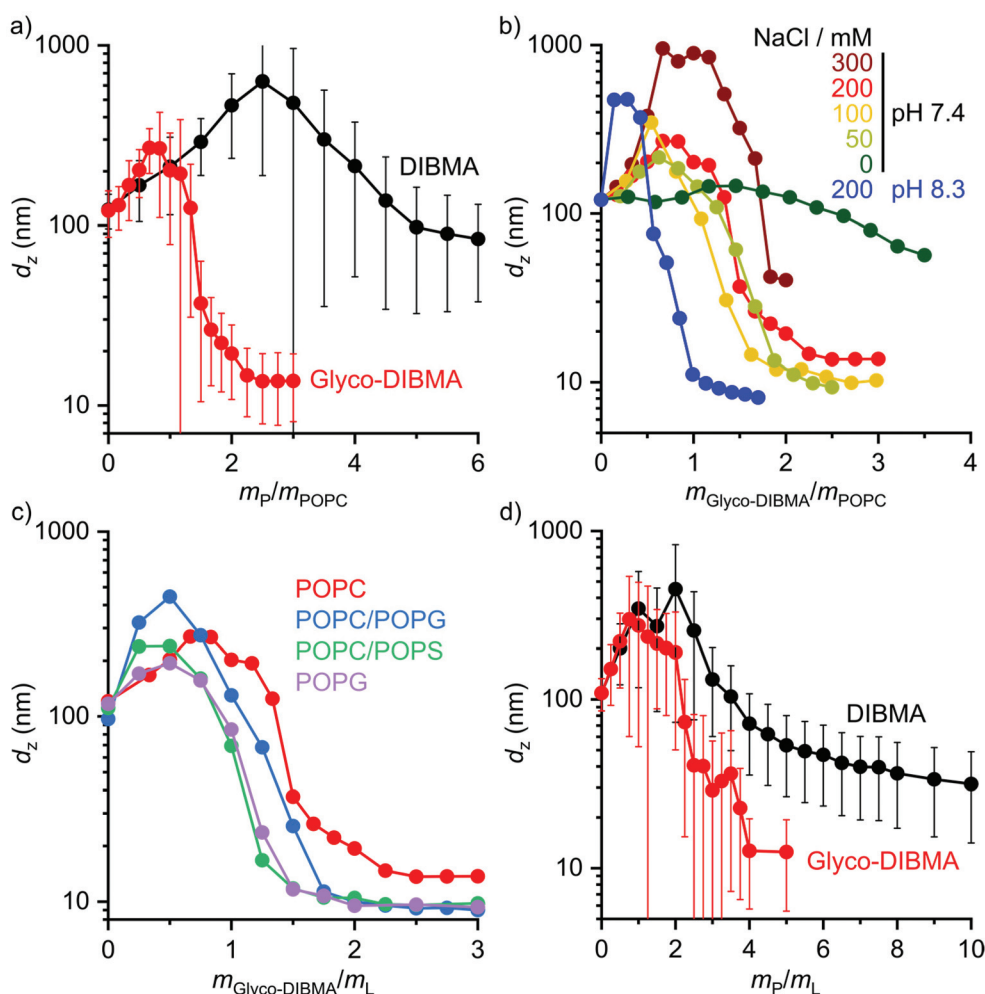 a)
1000
100
10
d_z (nm)
DIBMA
Glyco-DIBMA
0 2 4 6
m_P/m_POPC
b)
1000
100
10
d_z (nm)
NaCl / mM
300
200
100
50
0
pH 7.4
200 pH 8.3
0 1 2 3 4
m_Glyco-DIBMA/m_POPC
c)
1000
100
10
d_z (nm)
POPC
POPC/POPG
POPC/POPS
POPG
0 1 2 3
m_Glyco-DIBMA/m_L
d)
1000
100
10
d_z (nm)
DIBMA
Glyco-DIBMA
0 2 4 6 8 10
m_P/m_L